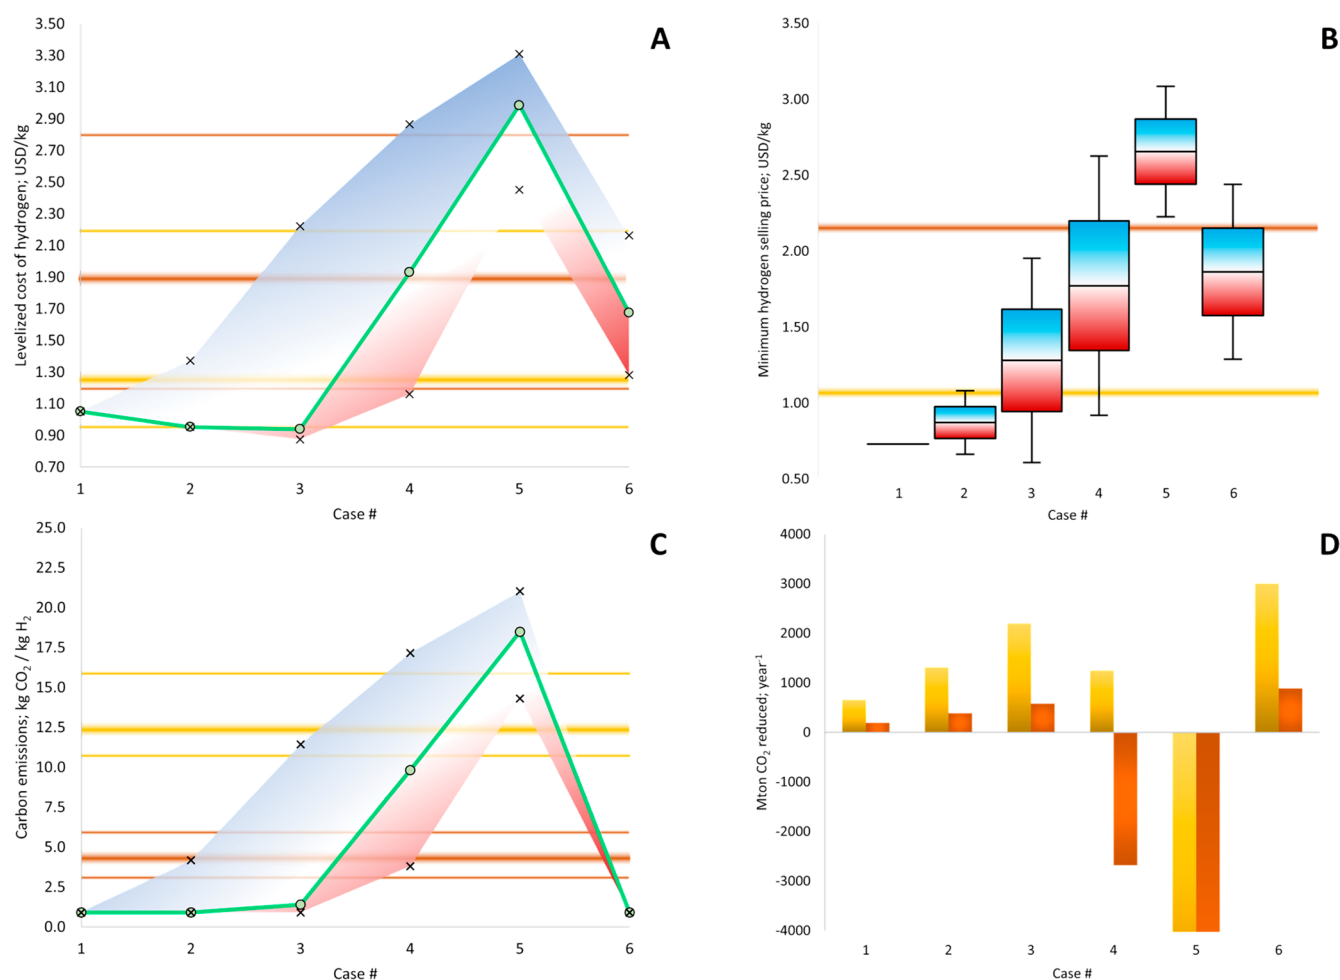 A
Levelized cost of hydrogen; USD/kg
3.50
3.30
3.10
2.90
2.70
2.50
2.30
2.10
1.90
1.70
1.50
1.30
1.10
0.90
0.70
1 2 3 4 5 6
Case #
B
Minimum hydrogen selling price; USD/kg
3.00
2.50
2.00
1.50
1.00
0.50
1 2 3 4 5 6
Case #
C
Carbon emissions; kg CO₂ / kg H₂
25.0
22.5
20.0
17.5
15.0
12.5
10.0
7.5
5.0
2.5
0.0
1 2 3 4 5 6
Case #
D
Mton CO₂ reduced; year⁻¹
4000
3000
2000
1000
0
-1000
-2000
-3000
-4000
1 2 3 4 5 6
Case #